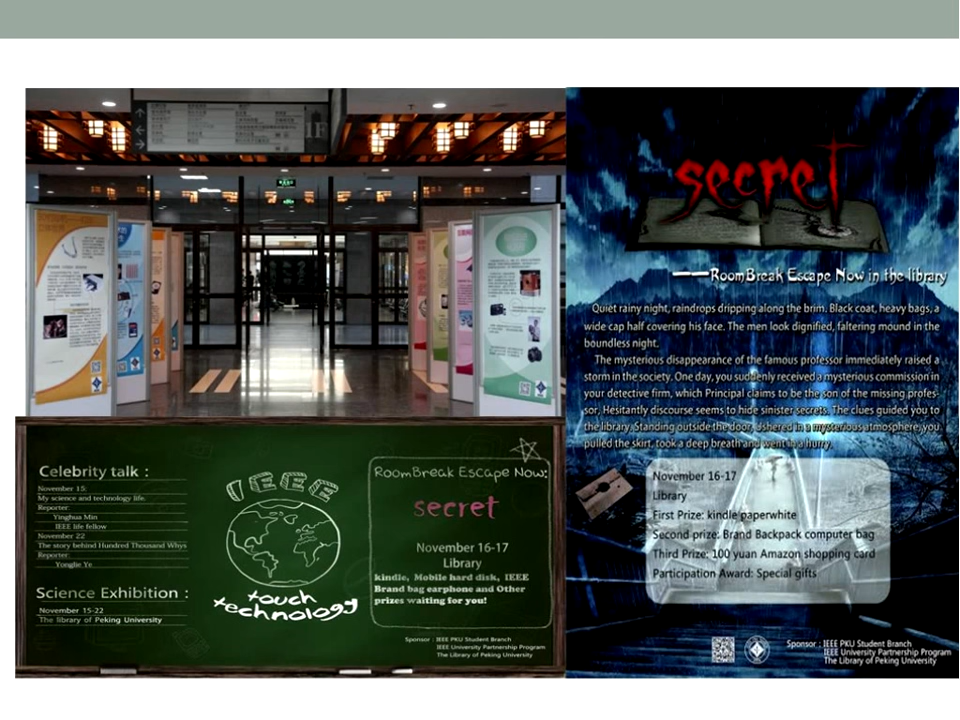 1F
Celebrity talk :
November 15:
My science and technology life.
Reporter:
Yinghua Min
IEEE life fellow
November 22
The story behind Hundred Thousand Whys
Reporter:
Yonglie Ye
Science Exhibition :
November 15-22
The library of Peking University
IEEE
touch
technology
RoomBreak Escape Now:
secret
November 16-17
Library
kindle, Mobile hard disk, IEEE
Brand bag earphone and Other
prizes waiting for you!
Sponsor : IEEE PKU Student Branch
IEEE University Partnership Program
The Library of Peking University
secret
——RoomBreak Escape Now in the library
Quiet rainy night, raindrops dripping along the brim. Black coat, heavy bags, a
wide cap half covering his face. The men look dignified, faltering mound in the
boundless night.
The mysterious disappearance of the famous professor immediately raised a
storm in the society. One day, you suddenly received a mysterious commission in
your detective firm, which Principal claims to be the son of the missing profes-
sor, Hesitantly discourse seems to hide sinister secrets. The clues guided you to
the library. Standing outside the door, Ushered in a mysterious atmosphere, you
pulled the skirt, took a deep breath and went in a hurry.
November 16-17
Library
First Prize: kindle paperwhite
Second prize: Brand Backpack computer bag
Third Prize: 100 yuan Amazon shopping card
Participation Award: Special gifts
Sponsor : IEEE PKU Student Branch
IEEE University Partnership Program
The Library of Peking University